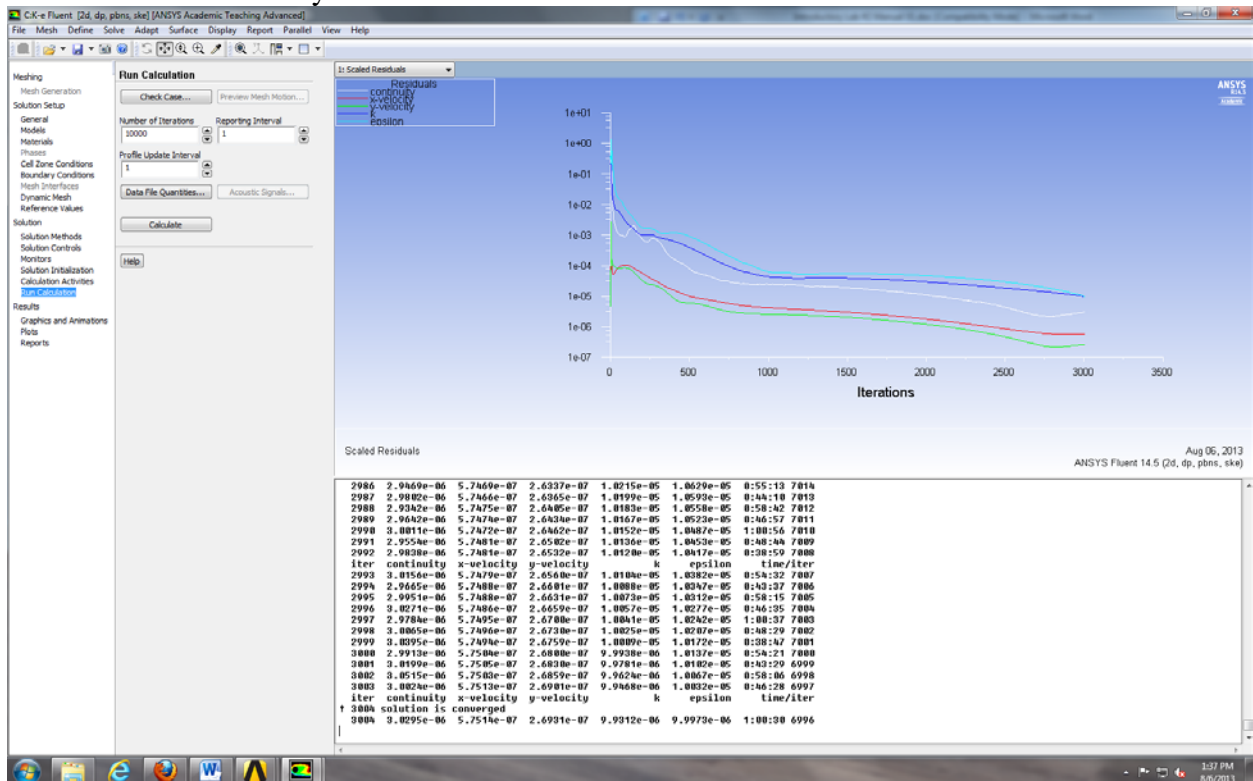 C:K-e Fluent [2d, dp, pbns, ske] [ANSYS Academic Teaching Advanced]
File Mesh Define Solve Adapt Surface Display Report Parallel View Help
Meshing
Mesh Generation
Solution Setup
General
Models
Materials
Phases
Cell Zone Conditions
Boundary Conditions
Mesh Interfaces
Dynamic Mesh
Reference Values
Solution
Solution Methods
Solution Controls
Monitors
Solution Initialization
Calculation Activities
Run Calculation
Results
Graphics and Animations
Plots
Reports
Run Calculation
Check Case... Preview Mesh Motion...
Number of Iterations Reporting Interval
10000 1
Profile Update Interval
1
Data File Quantities... Acoustic Signals...
Calculate
Help
1: Scaled Residuals
Residuals
continuity
x-velocity
y-velocity
k
epsilon
ANSYS
R14.5
Academic
1e+01
1e+00
1e-01
1e-02
1e-03
1e-04
1e-05
1e-06
1e-07
0 500 1000 1500 2000 2500 3000 3500
Iterations
Scaled Residuals
Aug 06, 2013
ANSYS Fluent 14.5 (2d, dp, pbns, ske)
2986 2.9469e-06 5.7469e-07 2.6337e-07 1.0215e-05 1.0629e-05 0:55:13 7014
2987 2.9802e-06 5.7466e-07 2.6365e-07 1.0199e-05 1.0593e-05 0:44:10 7013
2988 2.9342e-06 5.7475e-07 2.6405e-07 1.0183e-05 1.0558e-05 0:58:42 7012
2989 2.9642e-06 5.7474e-07 2.6434e-07 1.0167e-05 1.0523e-05 0:46:57 7011
2990 3.0011e-06 5.7472e-07 2.6462e-07 1.0152e-05 1.0487e-05 1:00:56 7010
2991 2.9554e-06 5.7481e-07 2.6502e-07 1.0136e-05 1.0453e-05 0:48:44 7009
2992 2.9838e-06 5.7481e-07 2.6532e-07 1.0120e-05 1.0417e-05 0:38:59 7008
iter continuity x-velocity y-velocity k epsilon time/iter
2993 3.0156e-06 5.7479e-07 2.6560e-07 1.0104e-05 1.0382e-05 0:54:32 7007
2994 2.9665e-06 5.7488e-07 2.6601e-07 1.0088e-05 1.0347e-05 0:43:37 7006
2995 2.9951e-06 5.7488e-07 2.6631e-07 1.0073e-05 1.0312e-05 0:58:15 7005
2996 3.0271e-06 5.7486e-07 2.6659e-07 1.0057e-05 1.0277e-05 0:46:35 7004
2997 2.9784e-06 5.7495e-07 2.6700e-07 1.0041e-05 1.0242e-05 1:00:37 7003
2998 3.0065e-06 5.7496e-07 2.6730e-07 1.0025e-05 1.0207e-05 0:48:29 7002
2999 3.0395e-06 5.7494e-07 2.6759e-07 1.0009e-05 1.0172e-05 0:38:47 7001
3000 2.9913e-06 5.7504e-07 2.6800e-07 9.9938e-06 1.0137e-05 0:54:21 7000
3001 3.0199e-06 5.7505e-07 2.6830e-07 9.9781e-06 1.0102e-05 0:43:29 6999
3002 3.0515e-06 5.7503e-07 2.6859e-07 9.9624e-06 1.0067e-05 0:58:06 6998
3003 3.0024e-06 5.7513e-07 2.6901e-07 9.9468e-06 1.0032e-05 0:46:28 6997
iter continuity x-velocity y-velocity k epsilon time/iter
! 3004 solution is converged
3004 3.0295e-06 5.7514e-07 2.6931e-07 9.9312e-06 9.9973e-06 1:00:30 6996
1:37 PM
8/6/2013